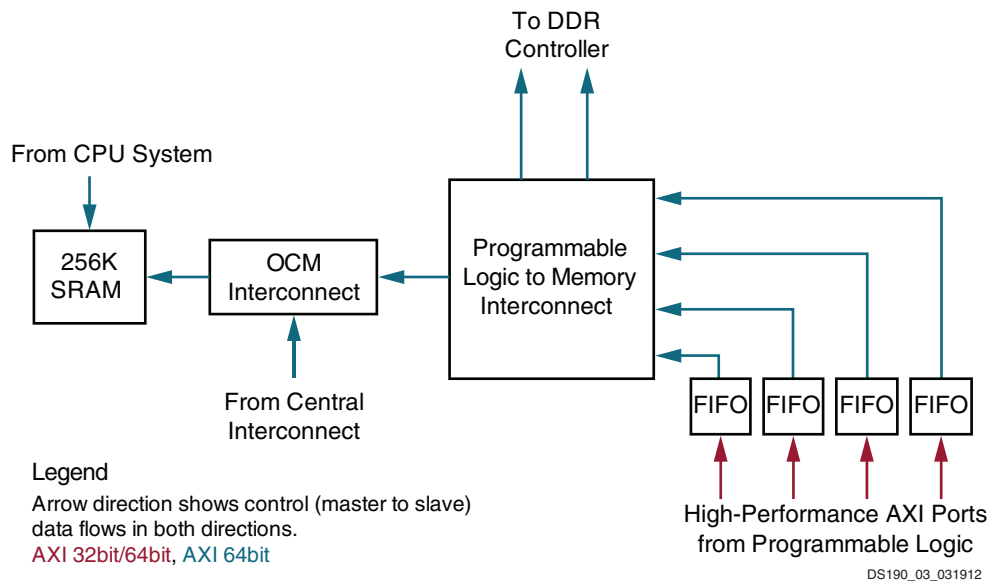 To DDR
Controller
From CPU System
256K
SRAM
OCM
Interconnect
Programmable
Logic to Memory
Interconnect
From Central
Interconnect
FIFO
FIFO
FIFO
FIFO
High-Performance AXI Ports
from Programmable Logic
Legend
Arrow direction shows control (master to slave)
data flows in both directions.
AXI 32bit/64bit, AXI 64bit
DS190_03_031912